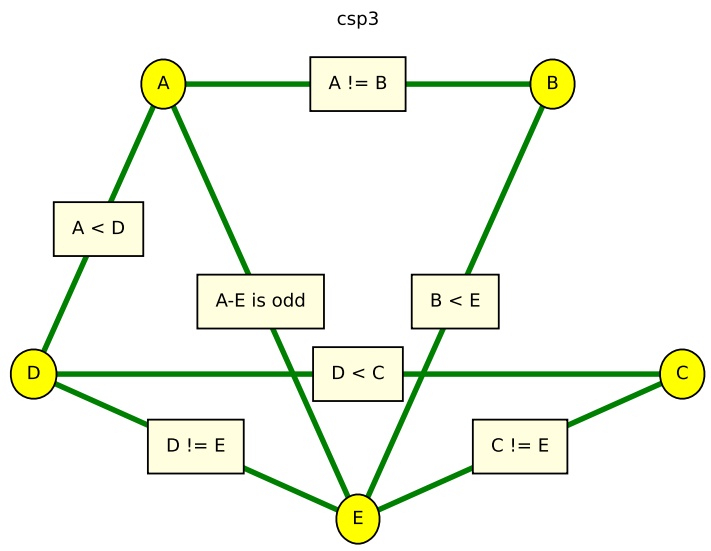 csp3
A
A != B
B
A < D
A-E is odd
B < E
D
D < C
C
D != E
C != E
E